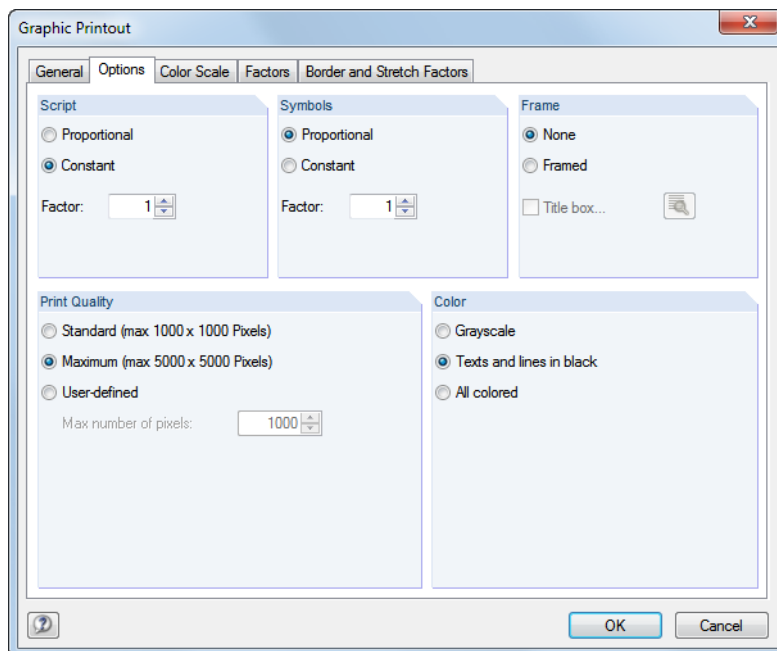 Graphic Printout
General Options Color Scale Factors Border and Stretch Factors
Script
Proportional
Constant
Factor: 1
Symbols
Proportional
Constant
Factor: 1
Frame
None
Framed
Title box...
Print Quality
Standard (max 1000 x 1000 Pixels)
Maximum (max 5000 x 5000 Pixels)
User-defined
Max number of pixels: 1000
Color
Grayscale
Texts and lines in black
All colored
OK Cancel